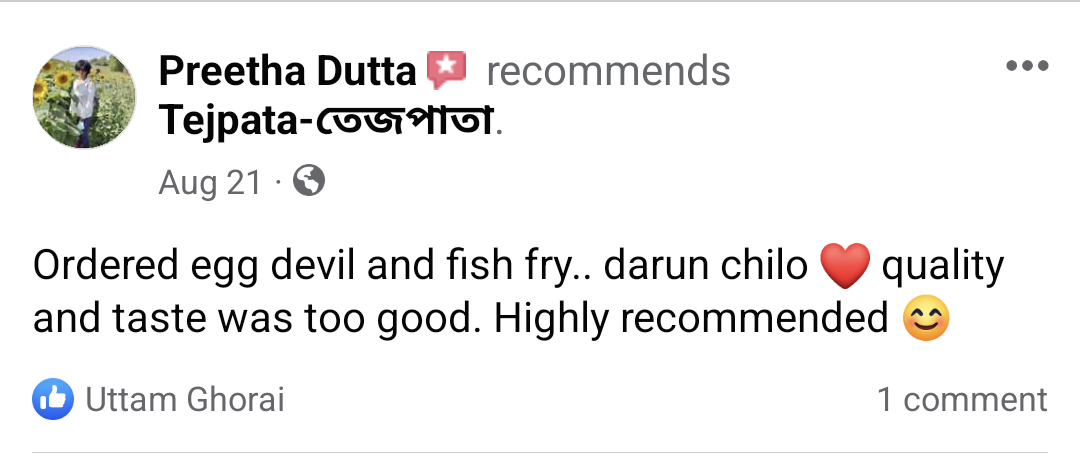 Preetha Dutta recommends
Tejpata-তেজপাতা.
Aug 21 ·
Ordered egg devil and fish fry.. darun chilo ❤️ quality
and taste was too good. Highly recommended 😊
Uttam Ghorai 1 comment